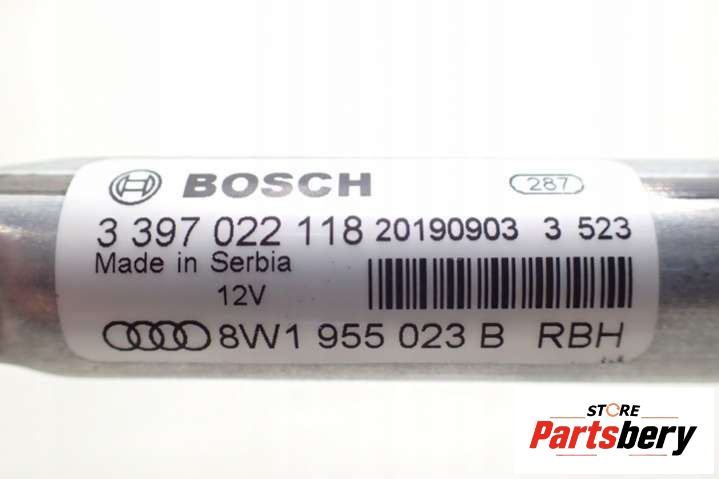 BOSCH 287
3 397 022 118 20190903 3 523
Made in Serbia
12V
8W1 955 023 B RBH
STORE
Partsbery